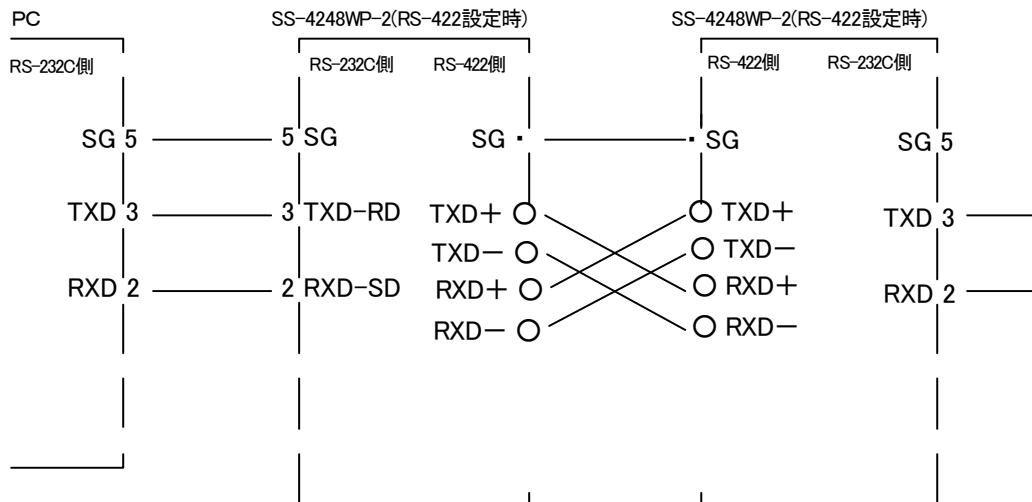 PC SS-4248WP-2(RS-422設定時) SS-4248WP-2(RS-422設定時)
RS-232C側 RS-232C側 RS-422側 RS-422側 RS-232C側
SG 5 5 SG SG SG SG 5
TXD 3 3 TXD-RD TXD+ TXD+ TXD 3
TXD- TXD-
RXD 2 2 RXD-SD RXD+ RXD+ RXD 2
RXD- RXD-